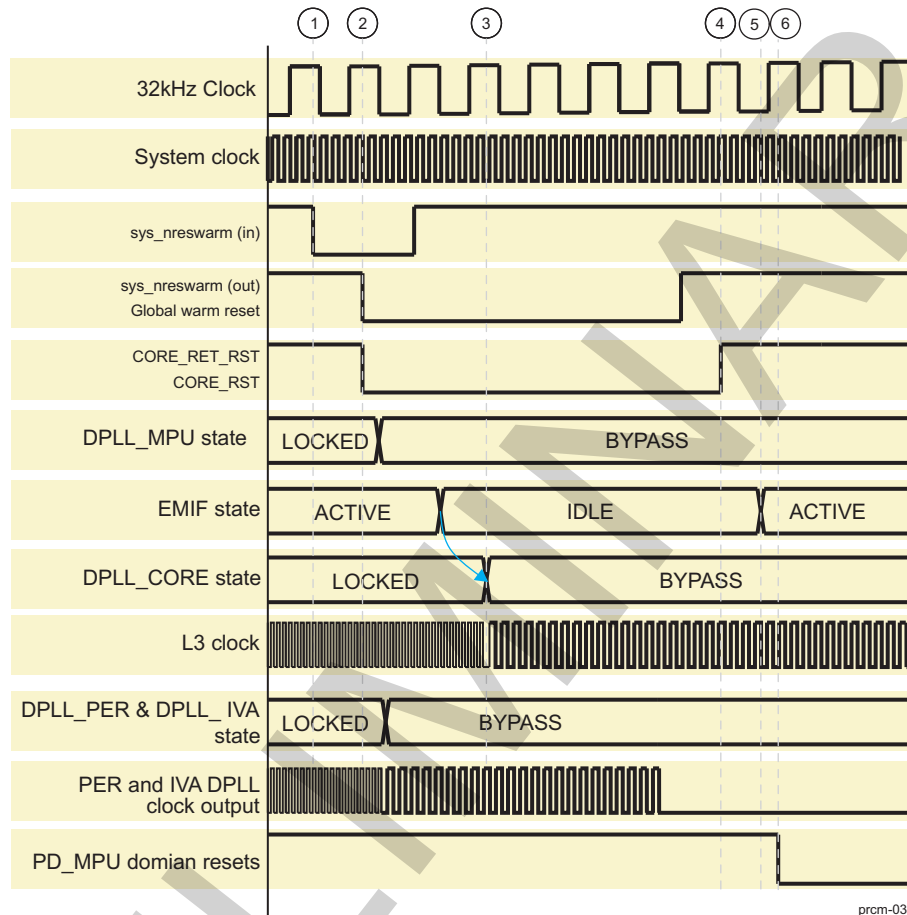 1 2 3 4 5 6
32kHz Clock
System clock
sys_nreswarm (in)
sys_nreswarm (out)
Global warm reset
CORE_RET_RST
CORE_RST
DPLL_MPU state
LOCKED BYPASS
EMIF state
ACTIVE IDLE ACTIVE
DPLL_CORE state
LOCKED BYPASS
L3 clock
DPLL_PER & DPLL_ IVA
state
LOCKED BYPASS
PER and IVA DPLL
clock output
PD_MPU domian resets
prcm-03